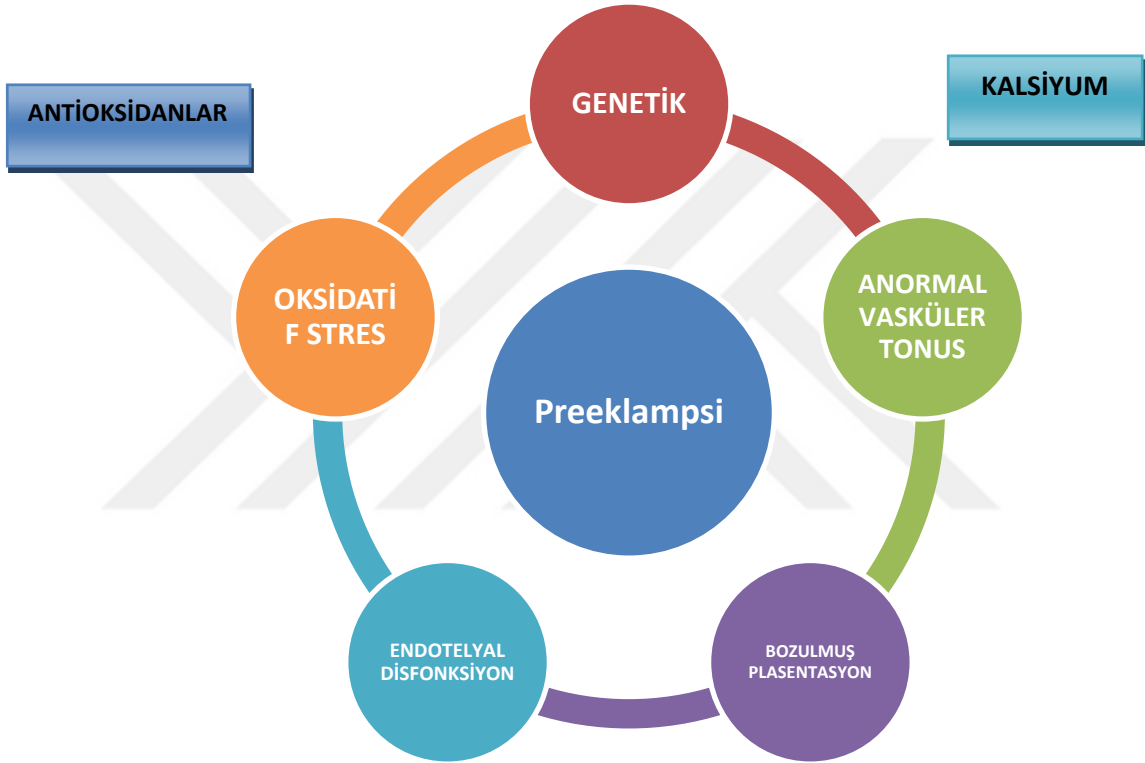 ANTİOKSİDANLAR
KALSİYUM
GENETİK
OKSİDATİ
F STRES
ANORMAL
VASKÜLER
TONUS
Preeklampsi
ENDOTELYAL
DİSFONKSİYON
BOZULMUŞ
PLASENTASYON